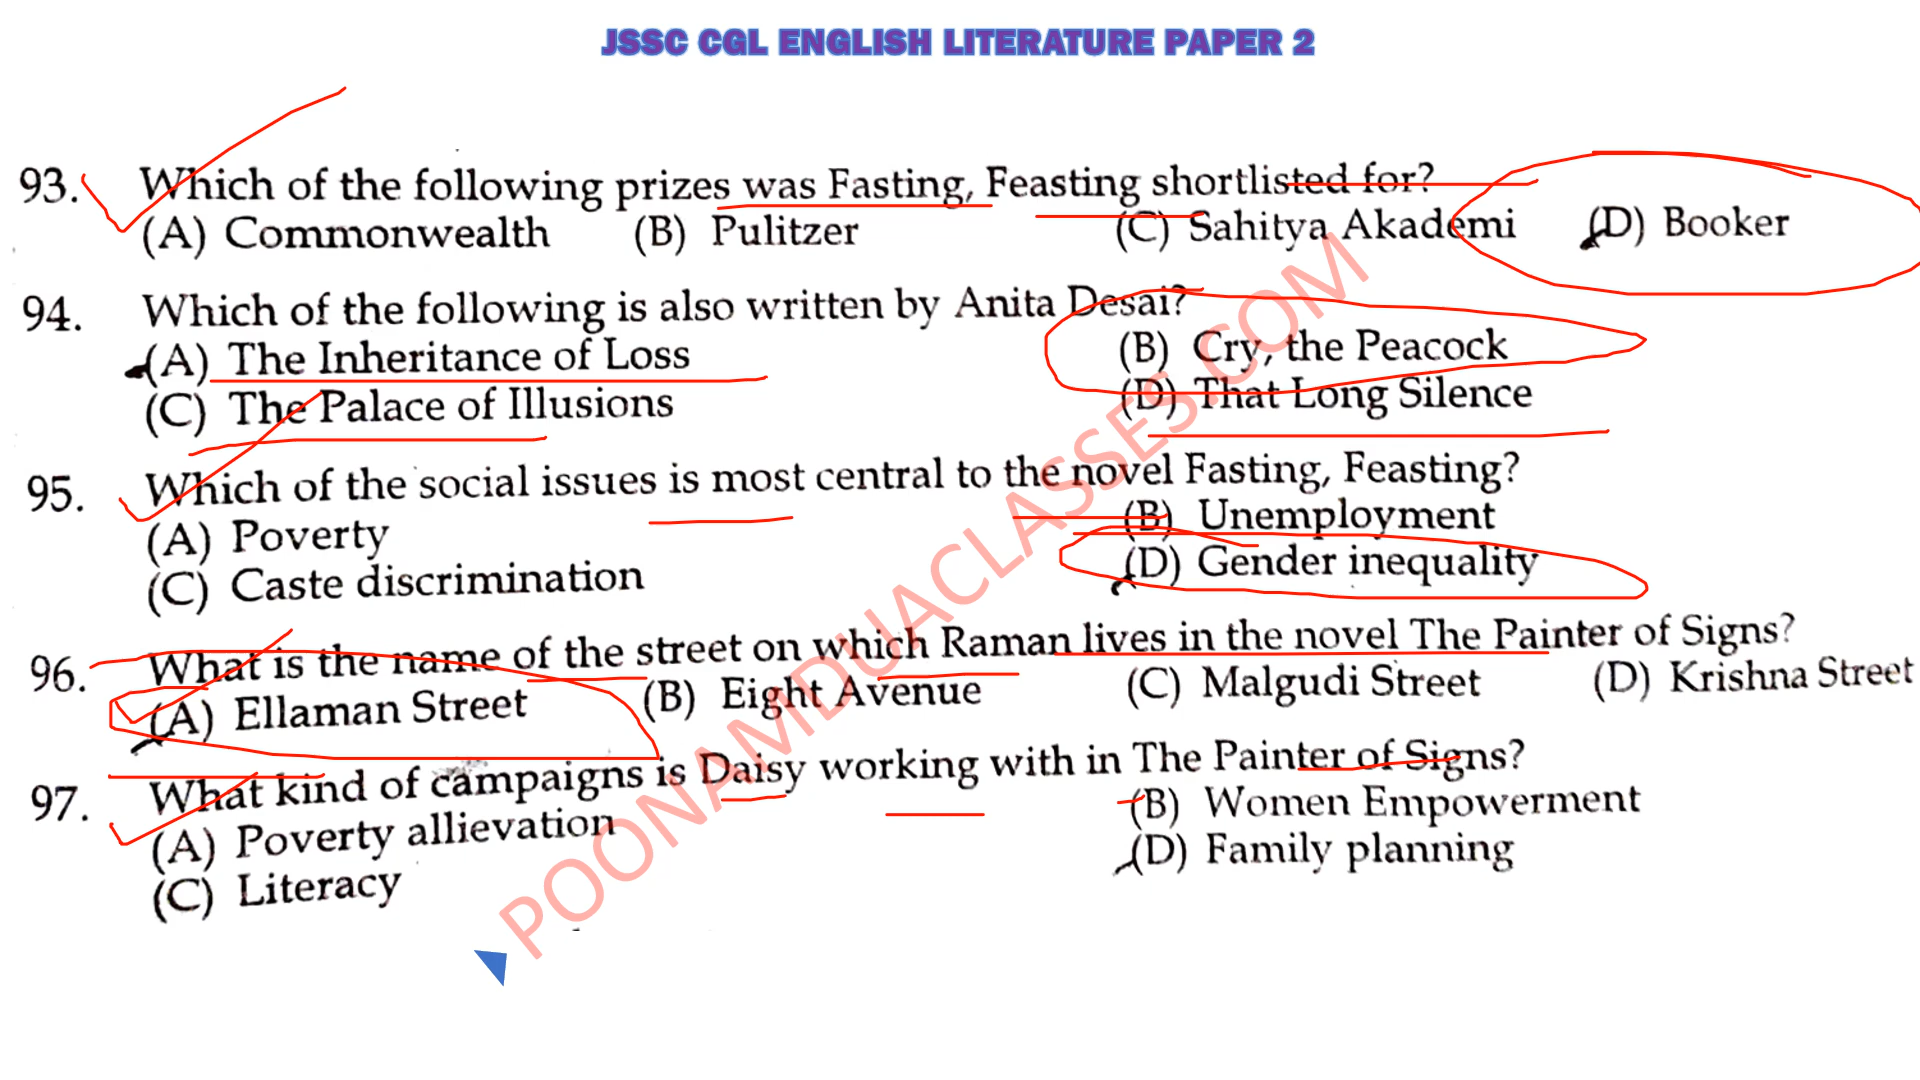 JSSC CGL ENGLISH LITERATURE PAPER 2
93. Which of the following prizes was Fasting, Feasting shortlisted for?
(A) Commonwealth (B) Pulitzer (C) Sahitya Akademi (D) Booker
94. Which of the following is also written by Anita Desai?
(A) The Inheritance of Loss (B) Cry, the Peacock
(C) The Palace of Illusions (D) That Long Silence
95. Which of the social issues is most central to the novel Fasting, Feasting?
(A) Poverty (B) Unemployment
(C) Caste discrimination (D) Gender inequality
96. What is the name of the street on which Raman lives in the novel The Painter of Signs?
(A) Ellaman Street (B) Eight Avenue (C) Malgudi Street (D) Krishna Street
97. What kind of campaigns is Daisy working with in The Painter of Signs?
(A) Poverty allievation (B) Women Empowerment
(C) Literacy (D) Family planning
POONAMDUACLASSES.COM